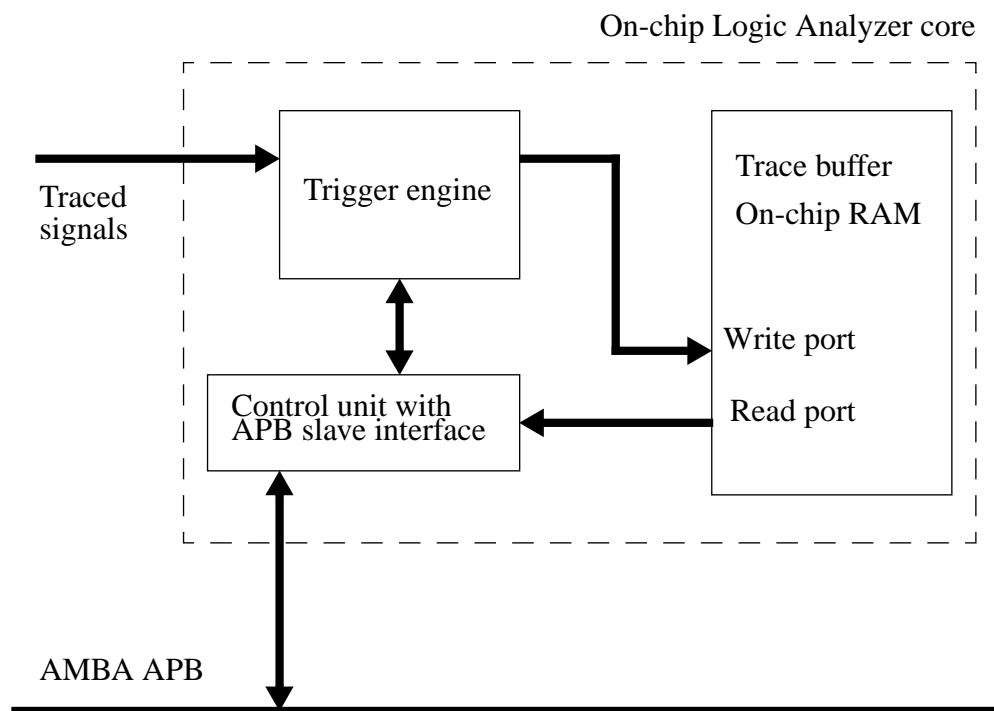 On-chip Logic Analyzer core
Traced
signals
Trigger engine
Trace buffer
On-chip RAM
Write port
Read port
Control unit with
APB slave interface
AMBA APB